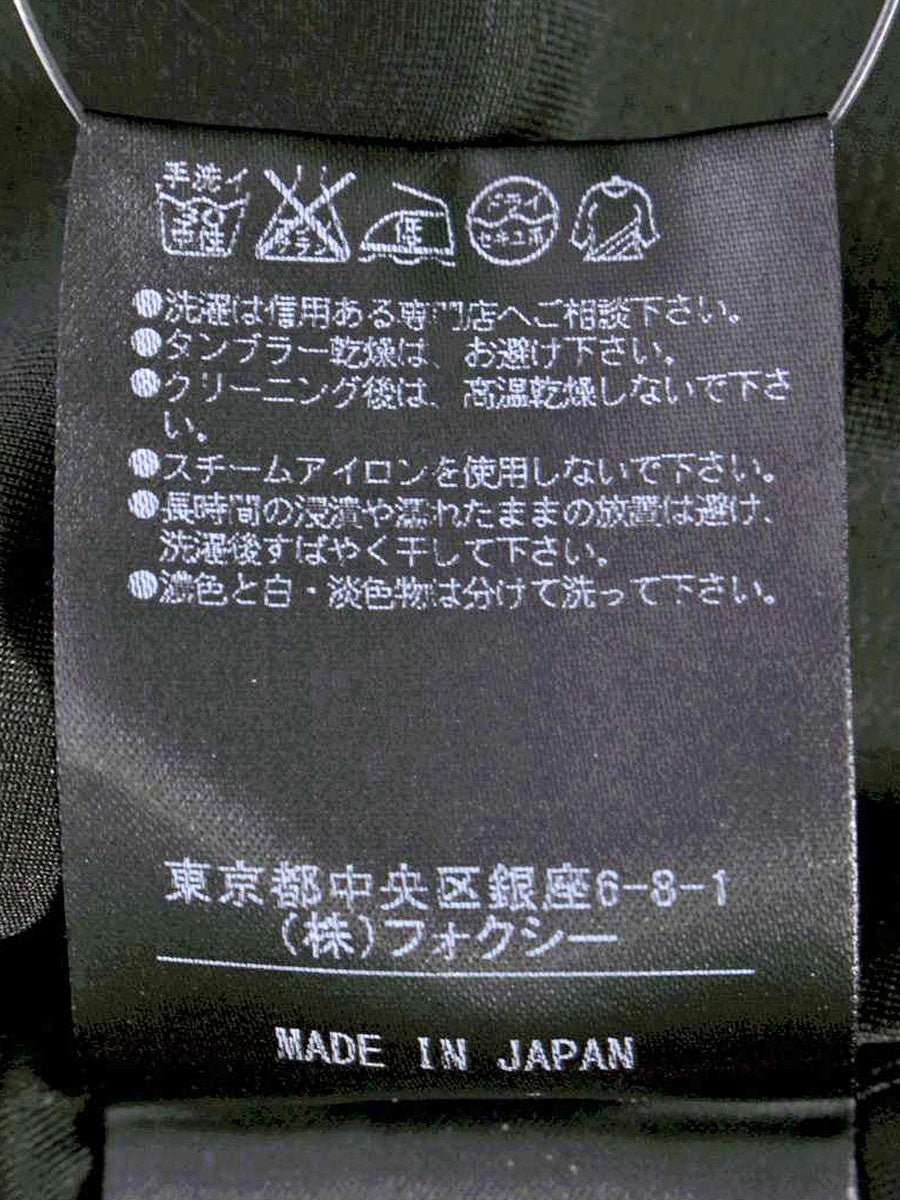 手洗イ
30
中性
エンソ
サラシ
低
ドライ
セキユ系
●洗濯は信用ある専門店へご相談下さい。
●タンブラー乾燥は、お避け下さい。
●クリーニング後は、高温乾燥しないで下さ
い。
●スチームアイロンを使用しないで下さい。
●長時間の浸漬や濡れたままの放置は避け、
洗濯後すばやく干して下さい。
●濃色と白・淡色物は分けて洗って下さい。
東京都中央区銀座6-8-1
(株)フォクシー
MADE IN JAPAN